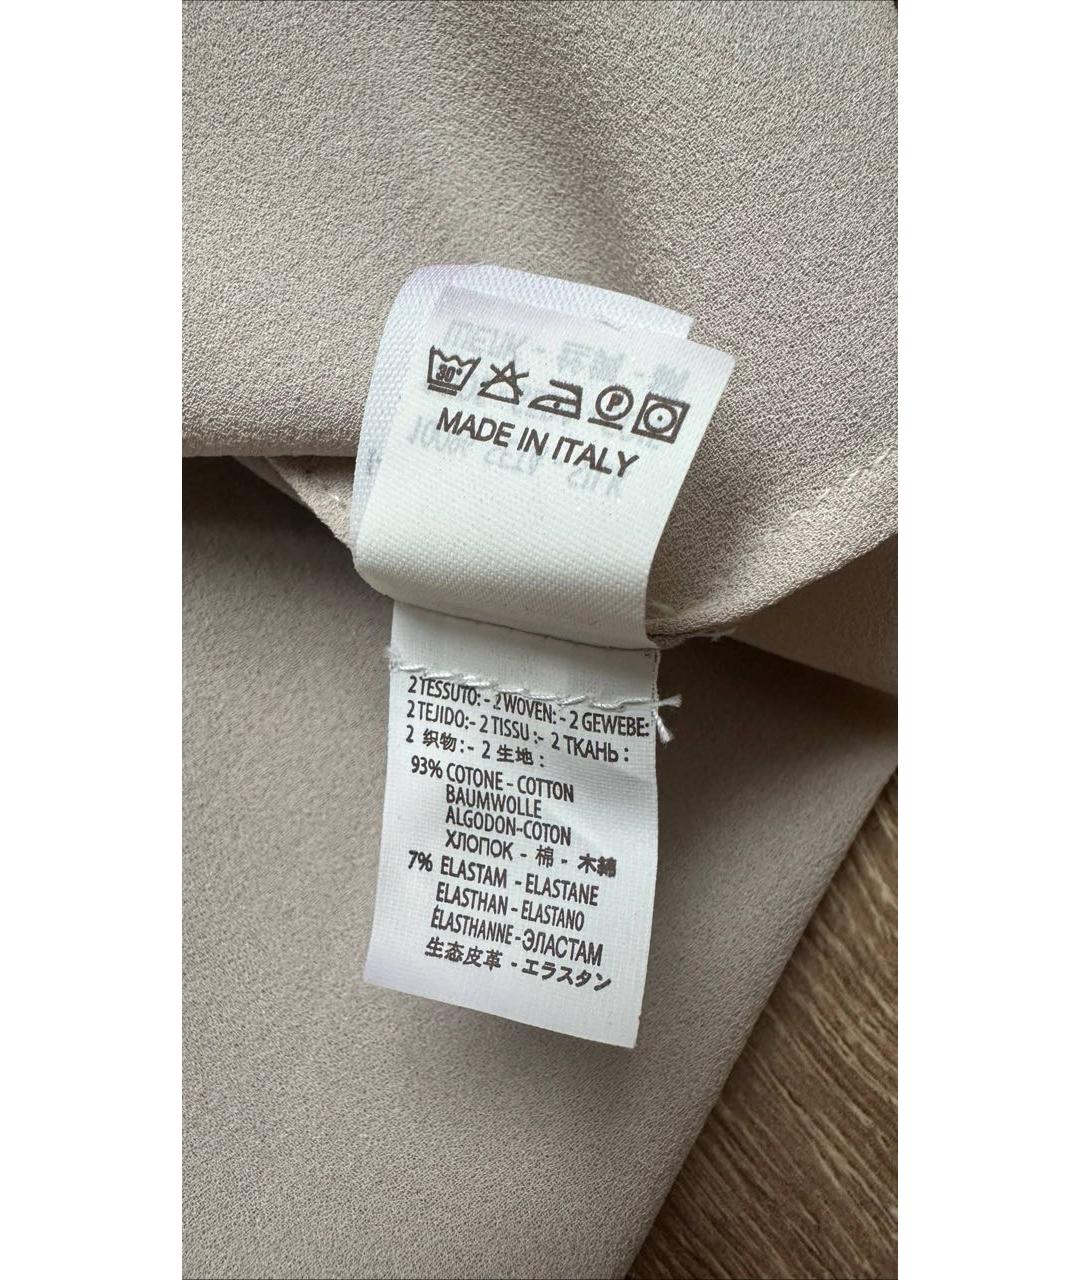 30°
P
MADE IN ITALY
2 TESSUTO: - 2 WOVEN: - 2 GEWEBE:
2 TEJIDO:- 2 TISSU :- 2 ТКАНЬ :
2 织物 :- 2 生地 :
93% COTONE - COTTON
BAUMWOLLE
ALGODON-COTON
ХЛОПОК - 棉 - 木綿
7% ELASTAM - ELASTANE
ELASTHAN - ELASTANO
ÉLASTHANNE - ЭЛАСТАМ
生态皮革 - エラスタン